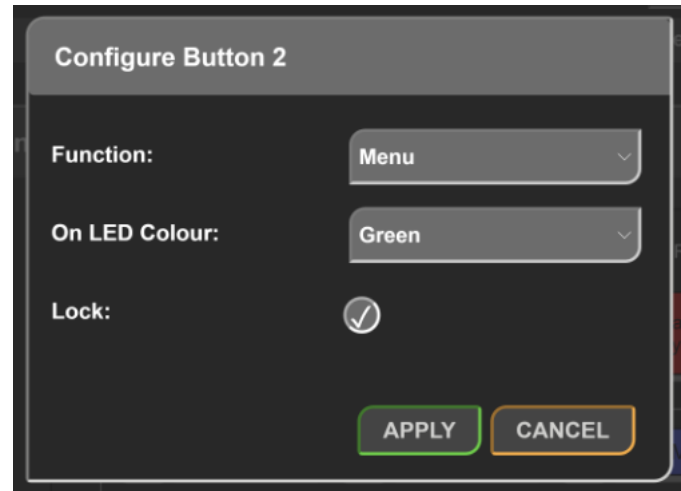 Configure Button 2
Function:
Menu
On LED Colour:
Green
Lock:
APPLY
CANCEL